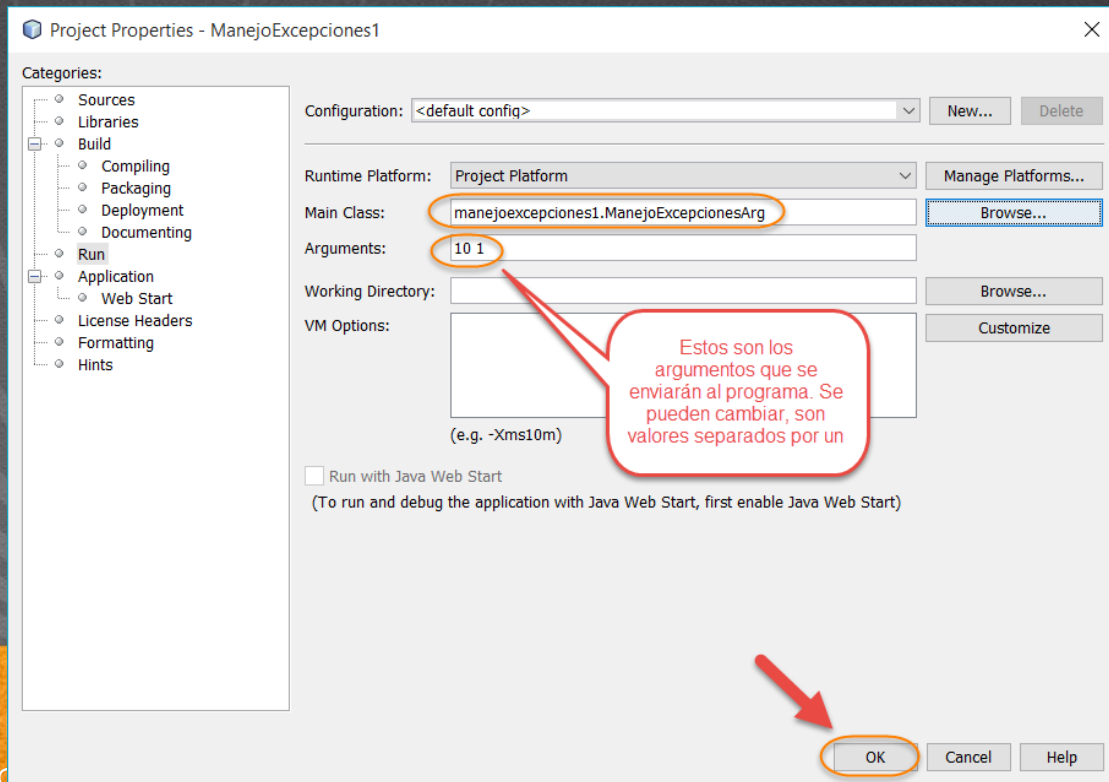 Project Properties - ManejoExcepciones1
Categories:
Sources
Libraries
Build
Compiling
Packaging
Deployment
Documenting
Run
Application
Web Start
License Headers
Formatting
Hints
Configuration: <default config> New... Delete
Runtime Platform: Project Platform Manage Platforms...
Main Class: manejoexcepciones1.ManejoExcepcionesArg Browse...
Arguments: 10 1
Working Directory: Browse...
VM Options: Customize
Estos son los
argumentos que se
enviarán al programa. Se
pueden cambiar, son
valores separados por un
(e.g. -Xms10m)
Run with Java Web Start
(To run and debug the application with Java Web Start, first enable Java Web Start)
OK Cancel Help